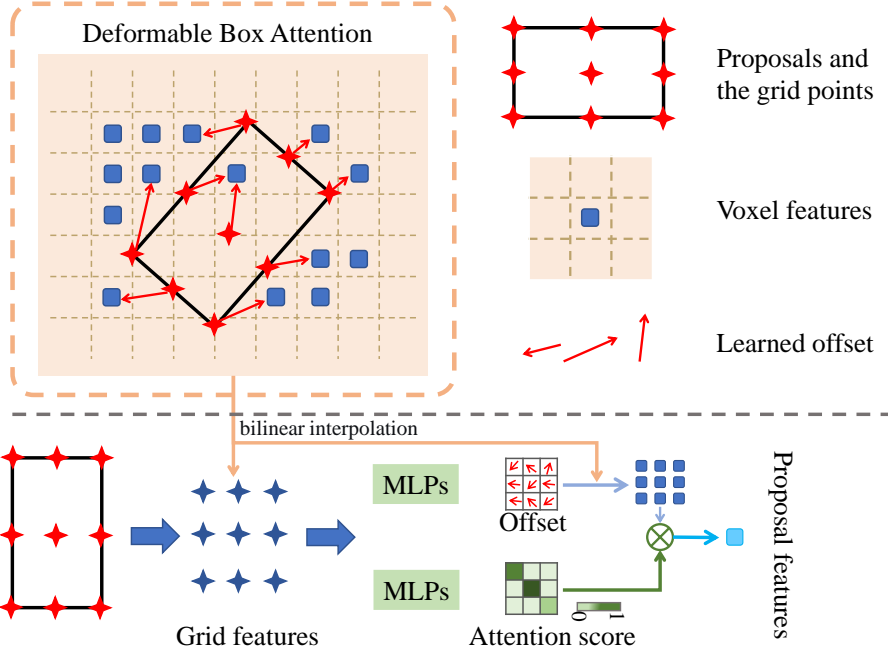 Deformable Box Attention
Proposals and
the grid points
Voxel features
Learned offset
bilinear interpolation
MLPs
Offset
MLPs
0
1
Grid features
Attention score
Proposal features